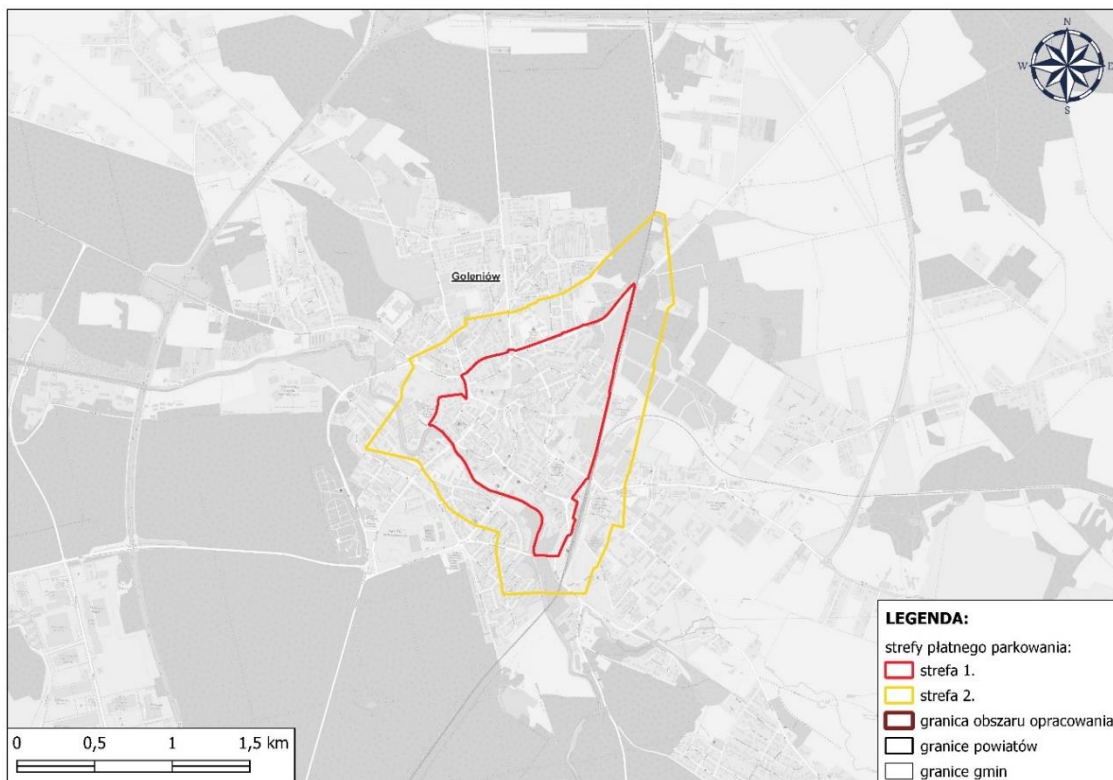 N
W
E
S
Goleniów
LEGENDA:
strefy płatnego parkowania:
strefa 1.
strefa 2.
granica obszaru opracowania
granice powiatów
granice gmin
0 0,5 1 1,5 km